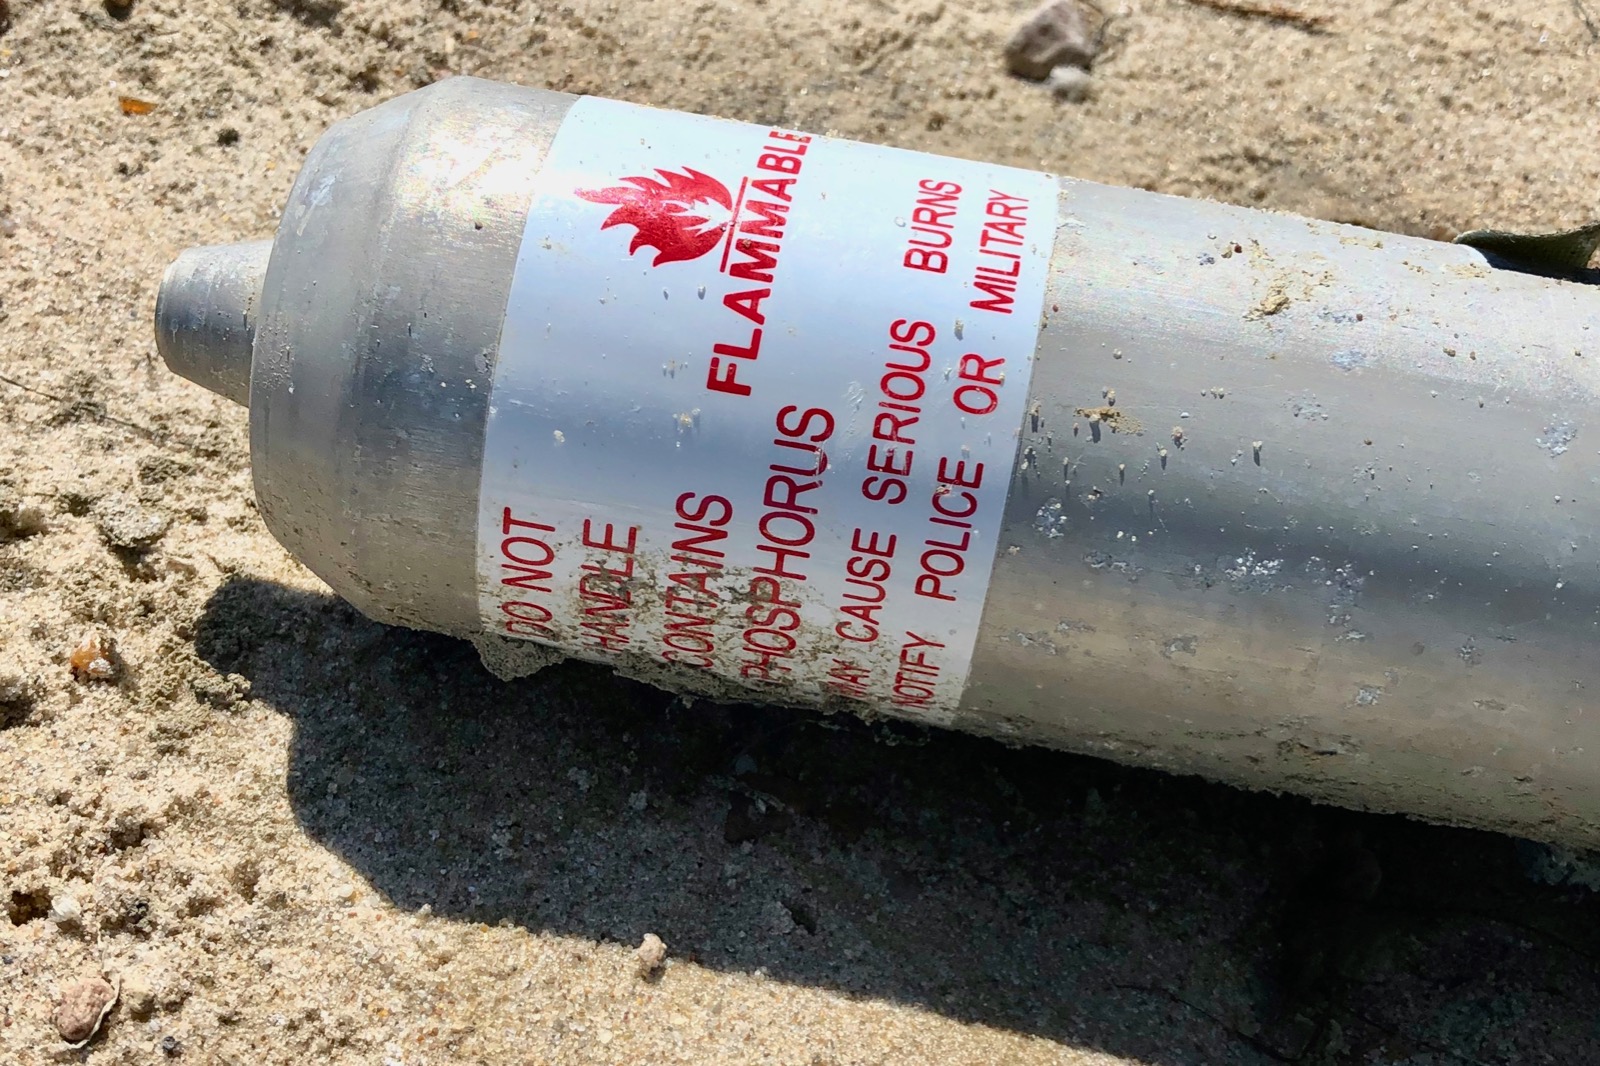 FLAMMABLE
DO NOT
HANDLE
CONTAINS
PHOSPHORUS
MAY CAUSE SERIOUS BURNS
NOTIFY POLICE OR MILITARY